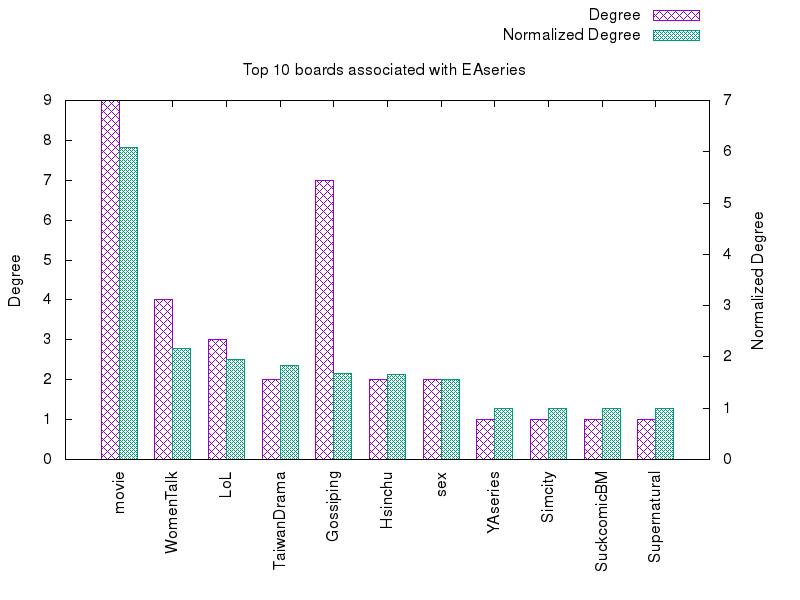 Degree
Normalized Degree
Top 10 boards associated with EAseries
9
8
7
6
5
4
3
2
1
0
Degree
7
6
5
4
3
2
1
0
Normalized Degree
movie
WomenTalk
LoL
TaiwanDrama
Gossiping
Hsinchu
sex
YAseries
Simcity
SuckcomicBM
Supernatural